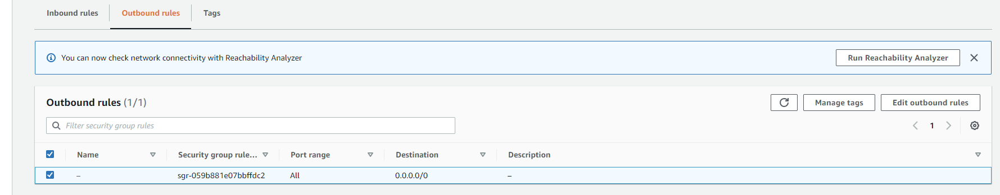 Inbound rules
Outbound rules
Tags
You can now check network connectivity with Reachability Analyzer
Run Reachability Analyzer
Outbound rules (1/1)
Manage tags
Edit outbound rules
Filter security group rules
1
Name
Security group rule...
Port range
Destination
Description
–
sgr-059b881e07bbffdc2
All
0.0.0.0/0
–